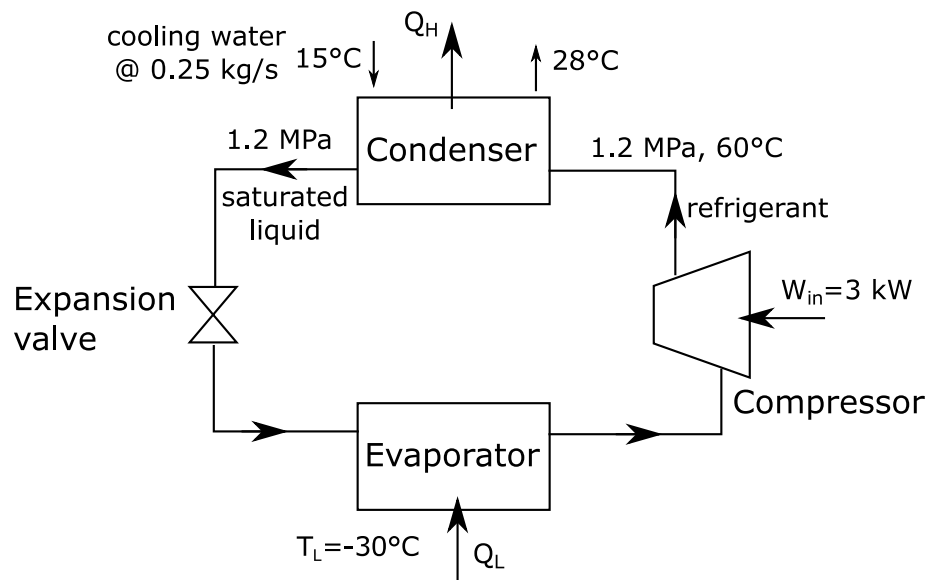 cooling water
@ 0.25 kg/s
15°C
Q_H
28°C
1.2 MPa
Condenser
1.2 MPa, 60°C
saturated
liquid
refrigerant
Expansion
valve
W_in=3 kW
Compressor
Evaporator
T_L=-30°C
Q_L